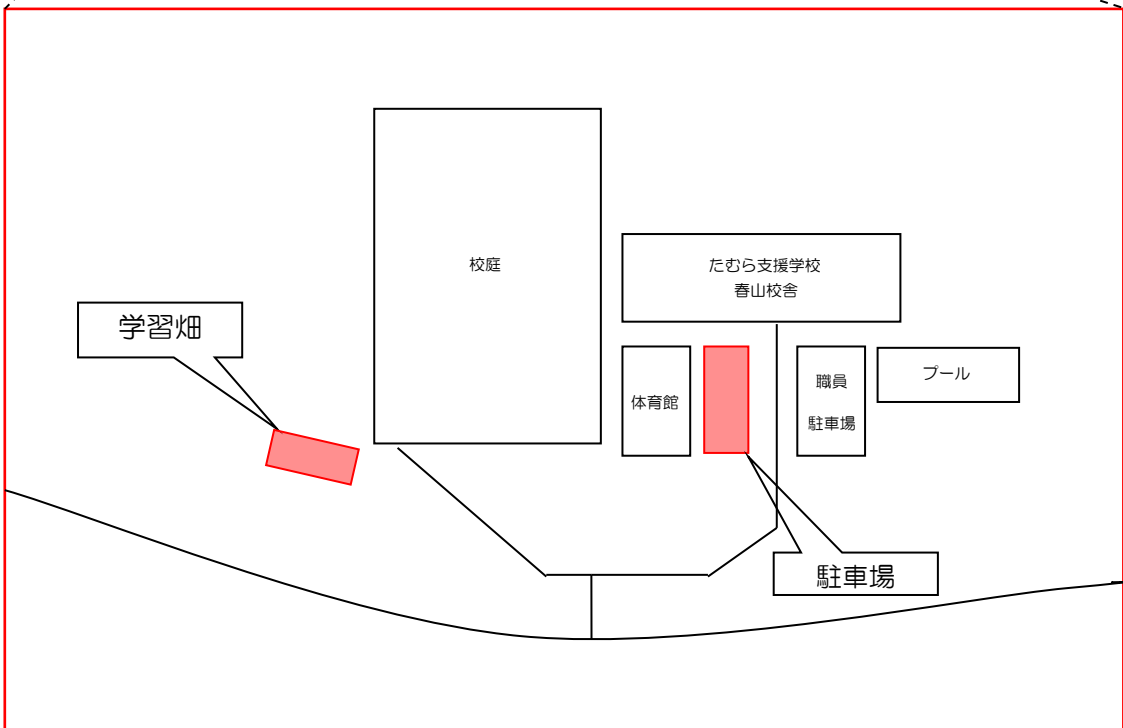 校庭
たむら支援学校
春山校舎
学習畑
体育館
職員
駐車場
プール
駐車場